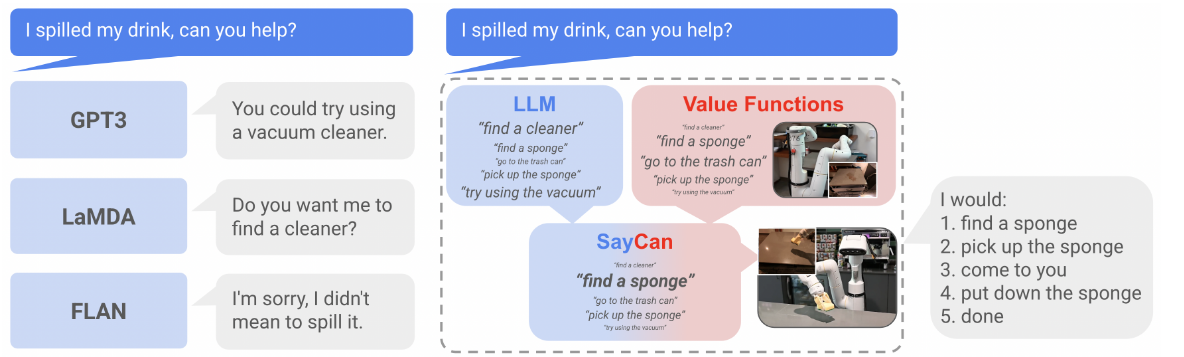 I spilled my drink, can you help?
GPT3
You could try using
a vacuum cleaner.
LaMDA
Do you want me to
find a cleaner?
FLAN
I'm sorry, I didn't
mean to spill it.
I spilled my drink, can you help?
LLM
“find a cleaner”
“find a sponge”
“go to the trash can”
“pick up the sponge”
“try using the vacuum”
Value Functions
“find a cleaner”
“find a sponge”
“go to the trash can”
“pick up the sponge”
“try using the vacuum”
SayCan
“find a cleaner”
“find a sponge”
“go to the trash can”
“pick up the sponge”
“try using the vacuum”
I would:
1. find a sponge
2. pick up the sponge
3. come to you
4. put down the sponge
5. done